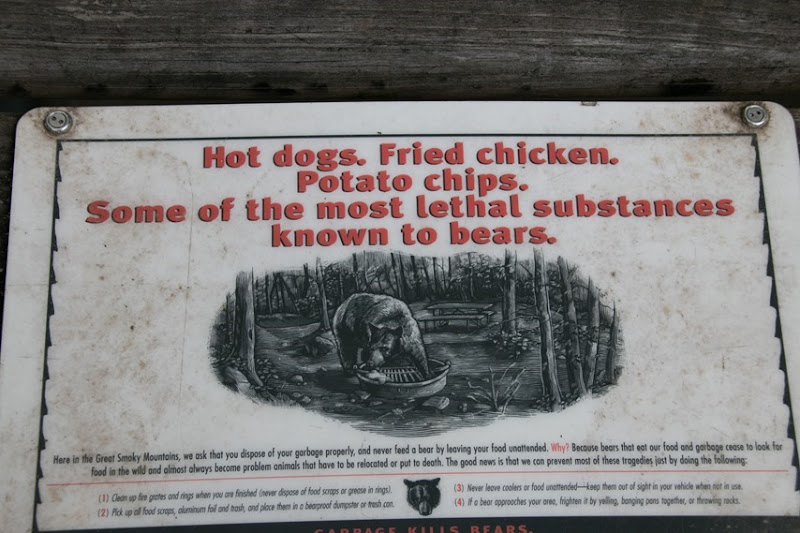 Hot dogs. Fried chicken.
Potato chips.
Some of the most lethal substances
known to bears.
Here in the Great Smoky Mountains, we ask that you dispose of your garbage properly, and never feed a bear by leaving your food unattended. Why? Because bears that eat our food and garbage cease to look for
food in the wild and almost always become problem animals that have to be relocated or put to death. The good news is that we can prevent most of these tragedies just by doing the following:
(1) Clean up fire grates and rings when you are finished (never dispose of food scraps or grease in rings).
(2) Pick up all food scraps, aluminum foil and trash, and place them in a bearproof dumpster or trash can.
(3) Never leave coolers or food unattended—keep them out of sight in your vehicle when not in use.
(4) If a bear approaches your area, frighten it by yelling, banging pans together, or throwing rocks.
GARBAGE KILLS BEARS.